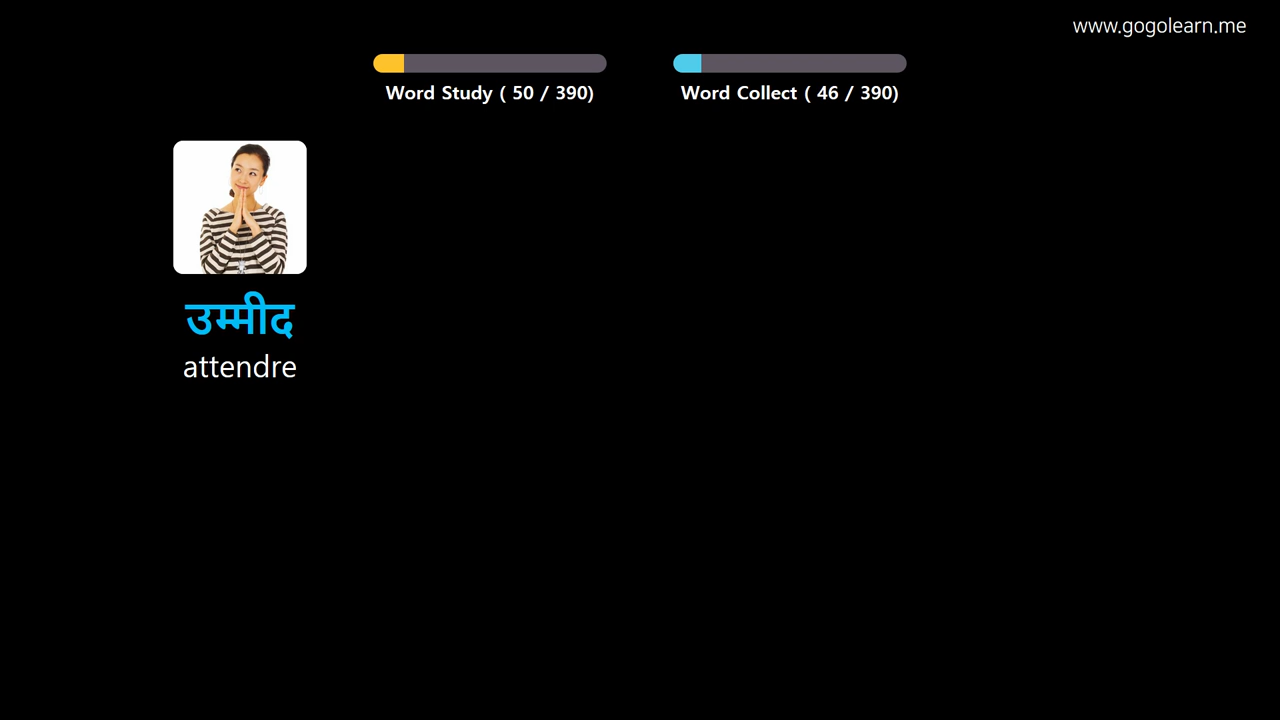 www.gogolearn.me
Word Study ( 50 / 390)
Word Collect ( 46 / 390)
उम्मीद
attendre